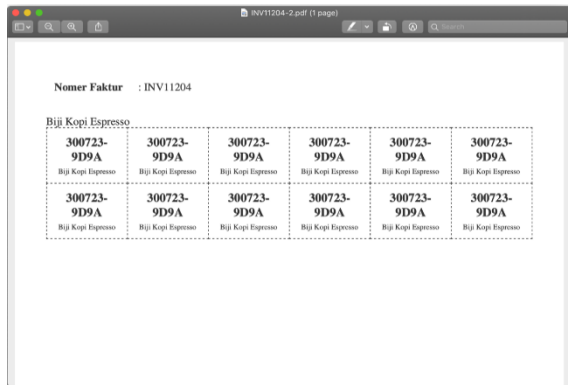 INV11204-2.pdf (1 page)
Search
Nomer Faktur : INV11204
Biji Kopi Espresso
300723- 300723- 300723- 300723- 300723- 300723-
9D9A 9D9A 9D9A 9D9A 9D9A 9D9A
Biji Kopi Espresso Biji Kopi Espresso Biji Kopi Espresso Biji Kopi Espresso Biji Kopi Espresso Biji Kopi Espresso
300723- 300723- 300723- 300723- 300723- 300723-
9D9A 9D9A 9D9A 9D9A 9D9A 9D9A
Biji Kopi Espresso Biji Kopi Espresso Biji Kopi Espresso Biji Kopi Espresso Biji Kopi Espresso Biji Kopi Espresso